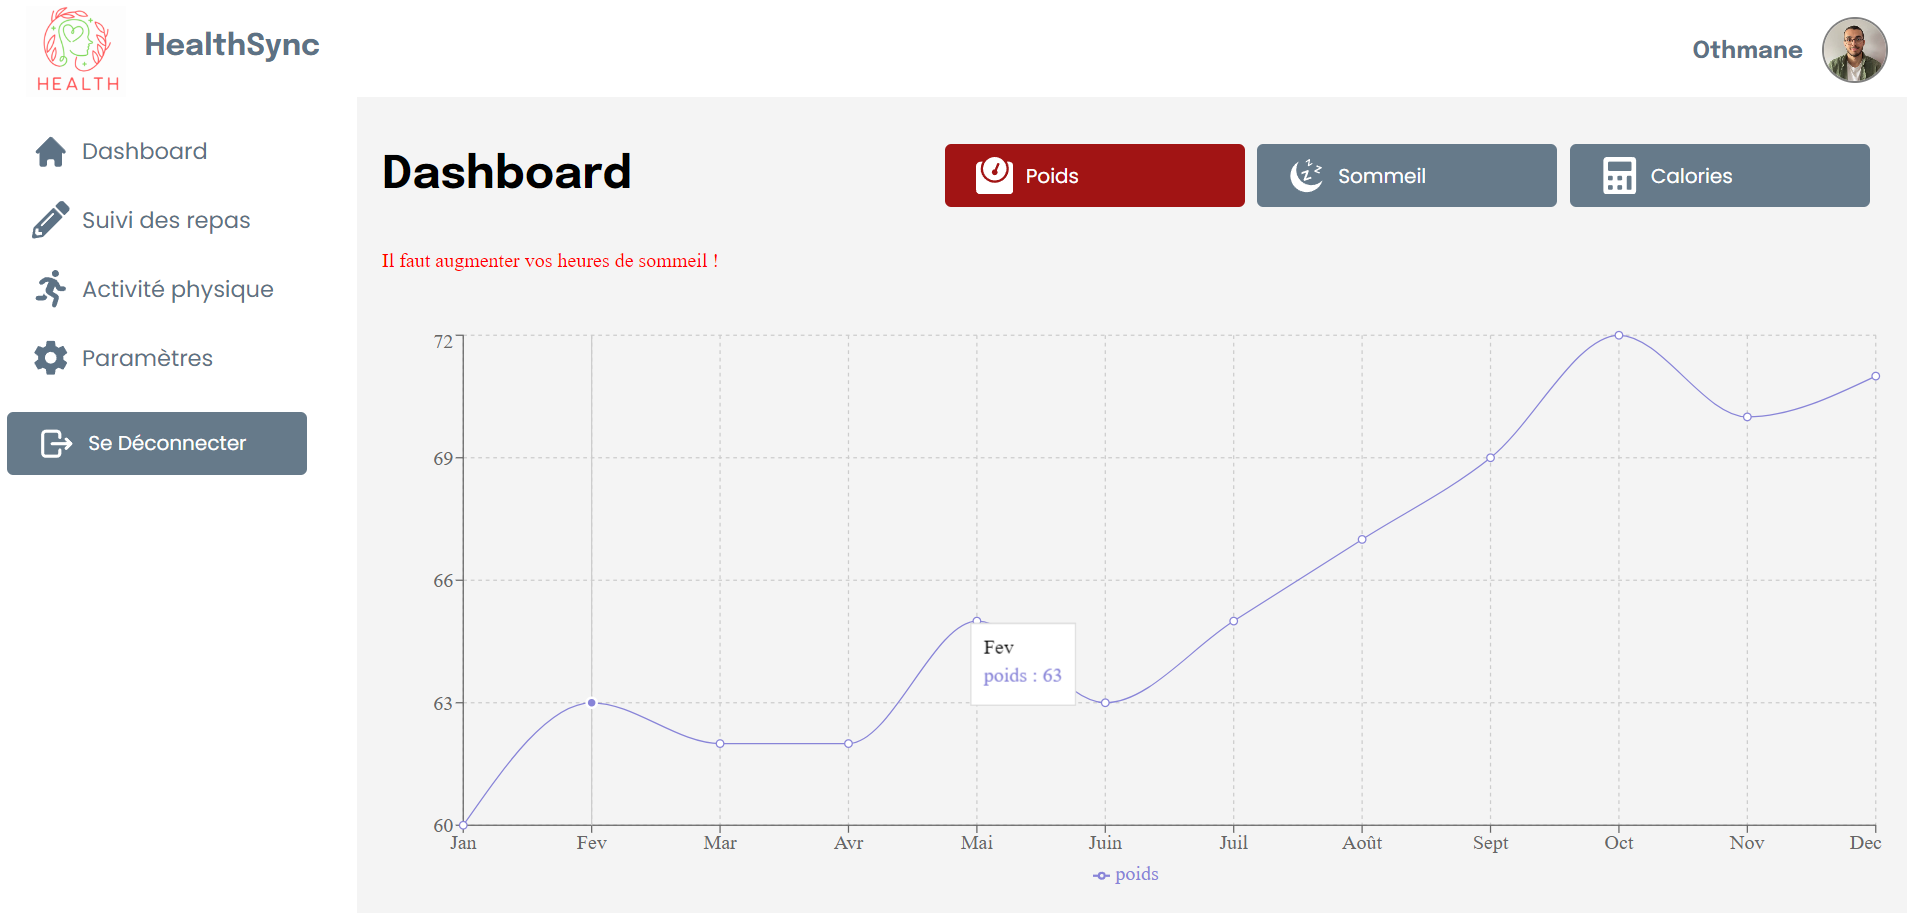 HEALTH
HealthSync
Othmane
Dashboard
Suivi des repas
Activité physique
Paramètres
Se Déconnecter
Dashboard
Poids
Sommeil
Calories
Il faut augmenter vos heures de sommeil !
72
69
66
63
60
Fev
poids : 63
Jan
Fev
Mar
Avr
Mai
Juin
Juil
Août
Sept
Oct
Nov
Dec
poids